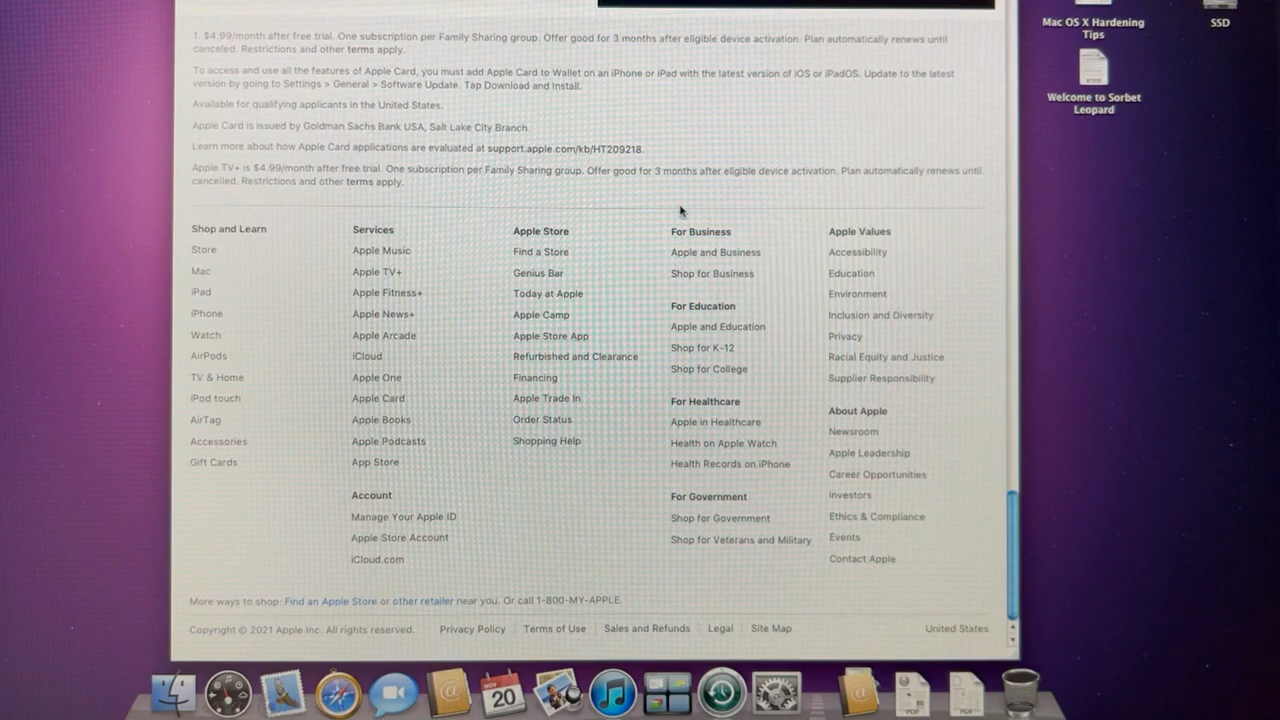 Mac OS X Hardening
Tips
SSD
Welcome to Sorbet
Leopard
1. $4.99/month after free trial. One subscription per Family Sharing group. Offer good for 3 months after eligible device activation. Plan automatically renews until
canceled. Restrictions and other terms apply.
To access and use all the features of Apple Card, you must add Apple Card to Wallet on an iPhone or iPad with the latest version of iOS or iPadOS. Update to the latest
version by going to Settings > General > Software Update. Tap Download and Install.
Available for qualifying applicants in the United States.
Apple Card is issued by Goldman Sachs Bank USA, Salt Lake City Branch.
Learn more about how Apple Card applications are evaluated at support.apple.com/kb/HT209218.
Apple TV+ is $4.99/month after free trial. One subscription per Family Sharing group. Offer good for 3 months after eligible device activation. Plan automatically renews until
cancelled. Restrictions and other terms apply.
Shop and Learn
Store
Mac
iPad
iPhone
Watch
AirPods
TV & Home
iPod touch
AirTag
Accessories
Gift Cards
Services
Apple Music
Apple TV+
Apple Fitness+
Apple News+
Apple Arcade
iCloud
Apple One
Apple Card
Apple Books
Apple Podcasts
App Store
Account
Manage Your Apple ID
Apple Store Account
iCloud.com
Apple Store
Find a Store
Genius Bar
Today at Apple
Apple Camp
Apple Store App
Refurbished and Clearance
Financing
Apple Trade In
Order Status
Shopping Help
For Business
Apple and Business
Shop for Business
For Education
Apple and Education
Shop for K-12
Shop for College
For Healthcare
Apple in Healthcare
Health on Apple Watch
Health Records on iPhone
For Government
Shop for Government
Shop for Veterans and Military
Apple Values
Accessibility
Education
Environment
Inclusion and Diversity
Privacy
Racial Equity and Justice
Supplier Responsibility
About Apple
Newsroom
Apple Leadership
Career Opportunities
Investors
Ethics & Compliance
Events
Contact Apple
More ways to shop: Find an Apple Store or other retailer near you. Or call 1-800-MY-APPLE.
Copyright © 2021 Apple Inc. All rights reserved. Privacy Policy Terms of Use Sales and Refunds Legal Site Map United States
NOV
20
PDF
PDF